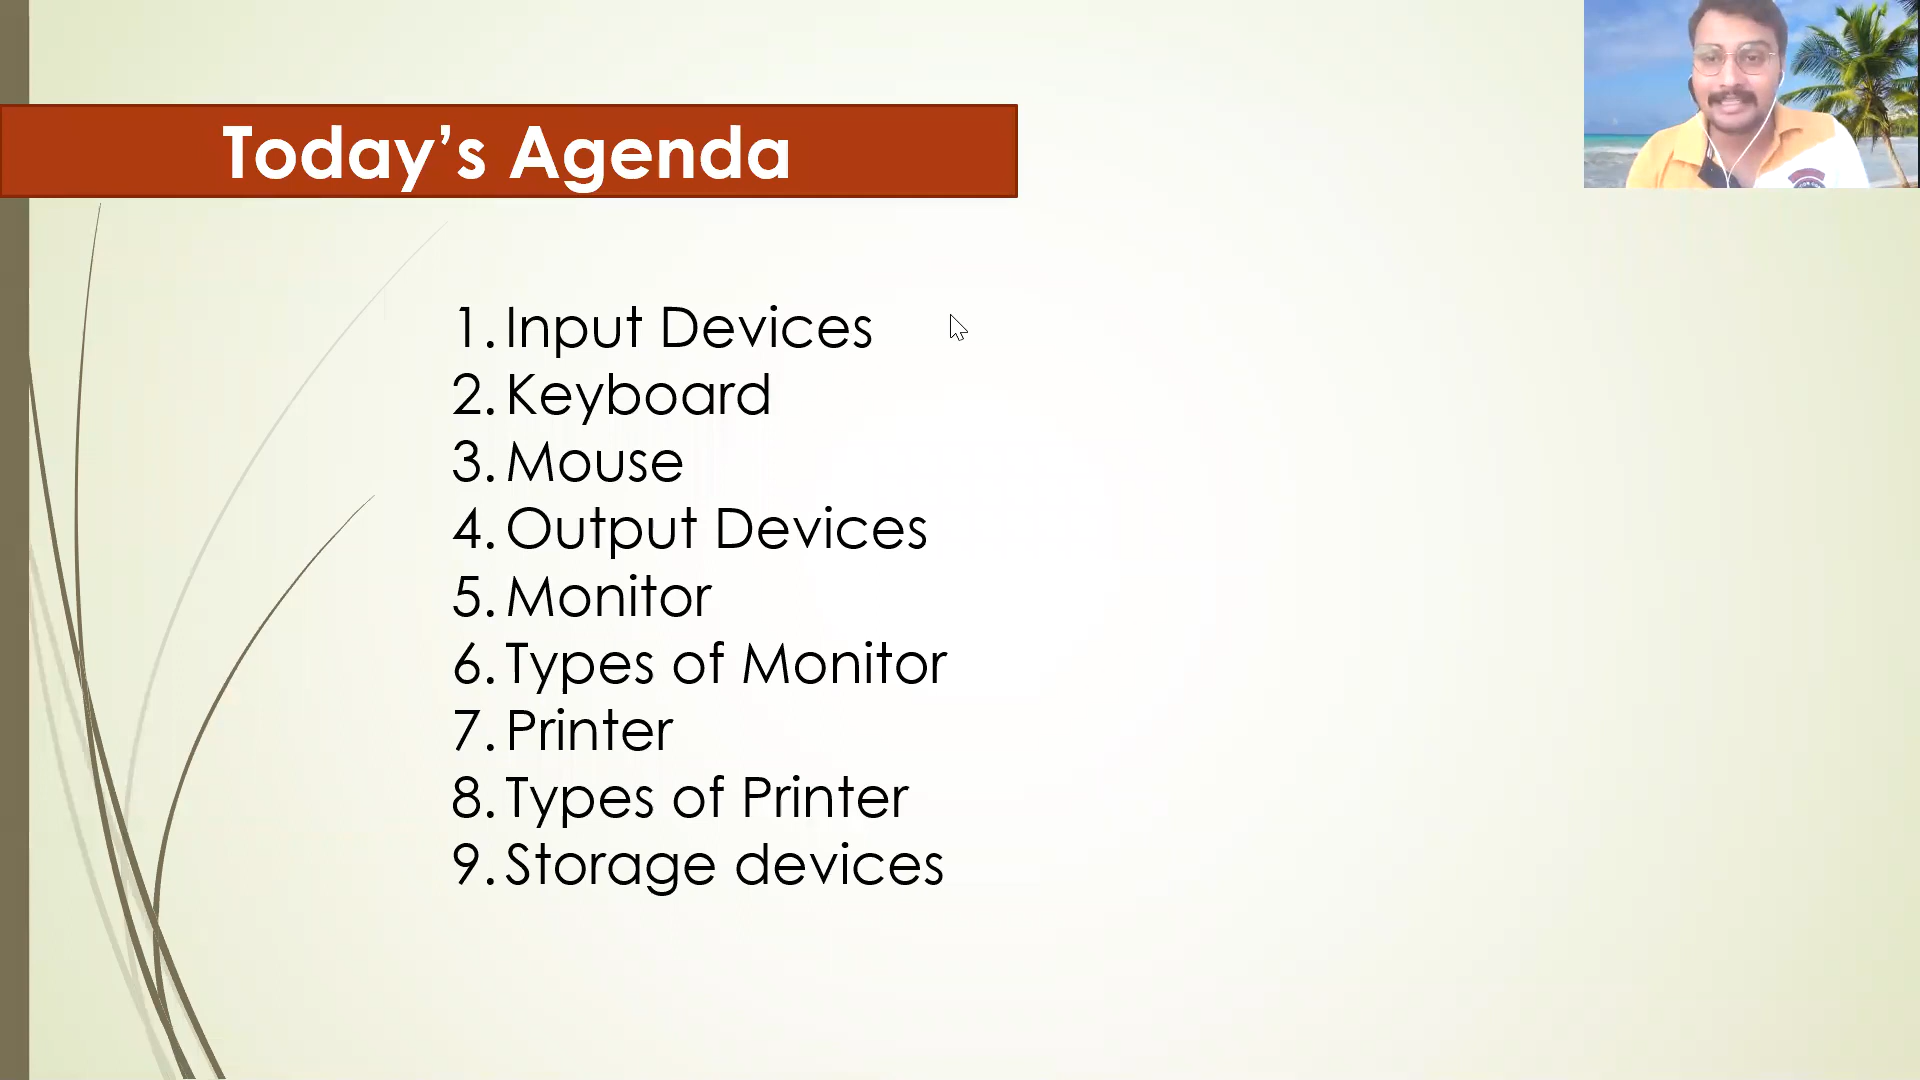 Today’s Agenda
1. Input Devices
2. Keyboard
3. Mouse
4. Output Devices
5. Monitor
6. Types of Monitor
7. Printer
8. Types of Printer
9. Storage devices